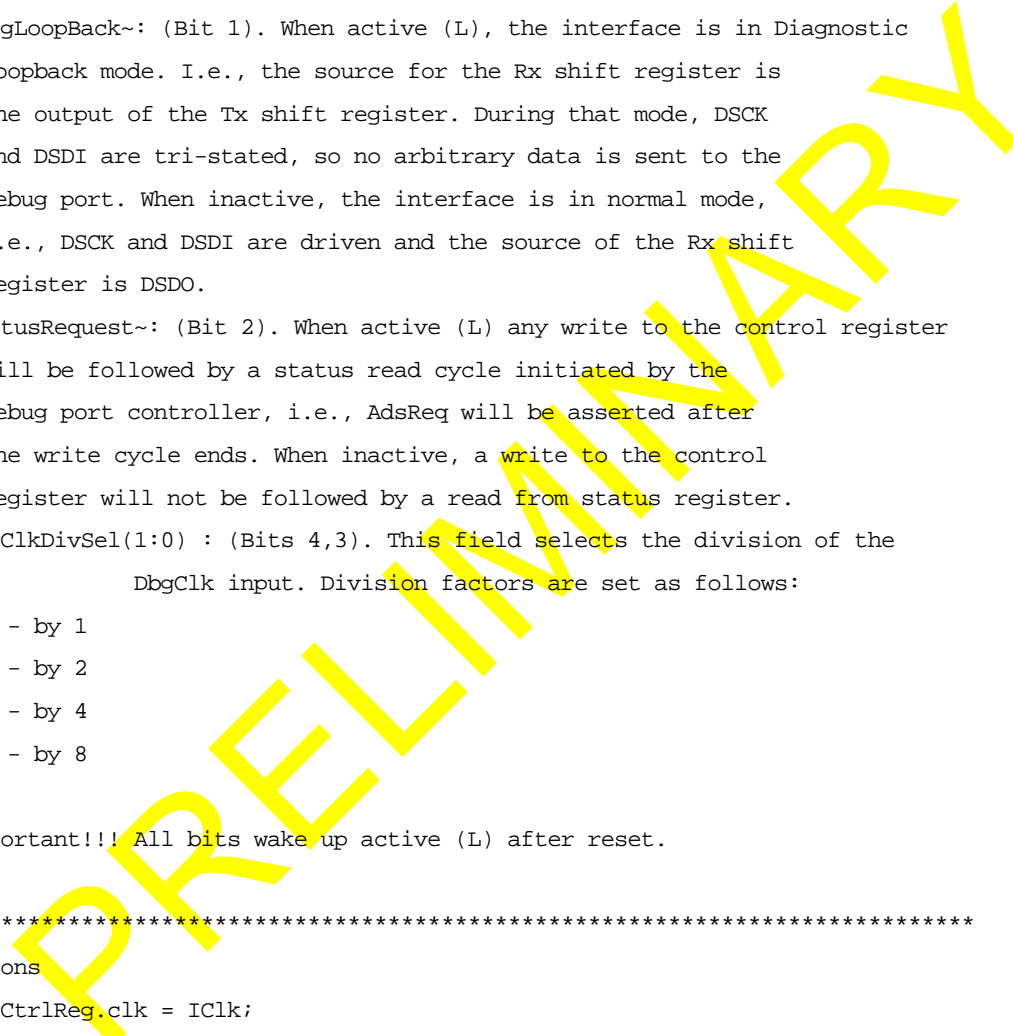 gLoopBack~: (Bit 1). When active (L), the interface is in Diagnostic
oopback mode. I.e., the source for the Rx shift register is
he output of the Tx shift register. During that mode, DSCK
nd DSDI are tri-stated, so no arbitrary data is sent to the
ebug port. When inactive, the interface is in normal mode,
.e., DSCK and DSDI are driven and the source of the Rx shift
egister is DSDO.
tusRequest~: (Bit 2). When active (L) any write to the control register
ill be followed by a status read cycle initiated by the
ebug port controller, i.e., AdsReq will be asserted after
he write cycle ends. When inactive, a write to the control
egister will not be followed by a read from status register.
ClkDivSel(1:0) : (Bits 4,3). This field selects the division of the
DbgClk input. Division factors are set as follows:
- by 1
- by 2
- by 4
- by 8
ortant!!! All bits wake up active (L) after reset.
*************************************************************************
ons
CtrlReg.clk = IClk;
PRELIMINARY